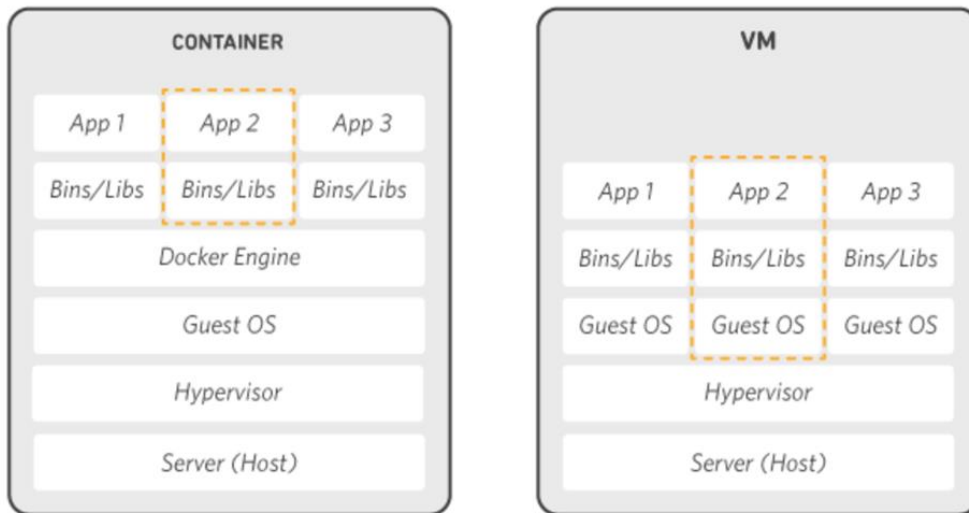 CONTAINER
App 1 App 2 App 3
Bins/Libs Bins/Libs Bins/Libs
Docker Engine
Guest OS
Hypervisor
Server (Host)
VM
App 1 App 2 App 3
Bins/Libs Bins/Libs Bins/Libs
Guest OS Guest OS Guest OS
Hypervisor
Server (Host)